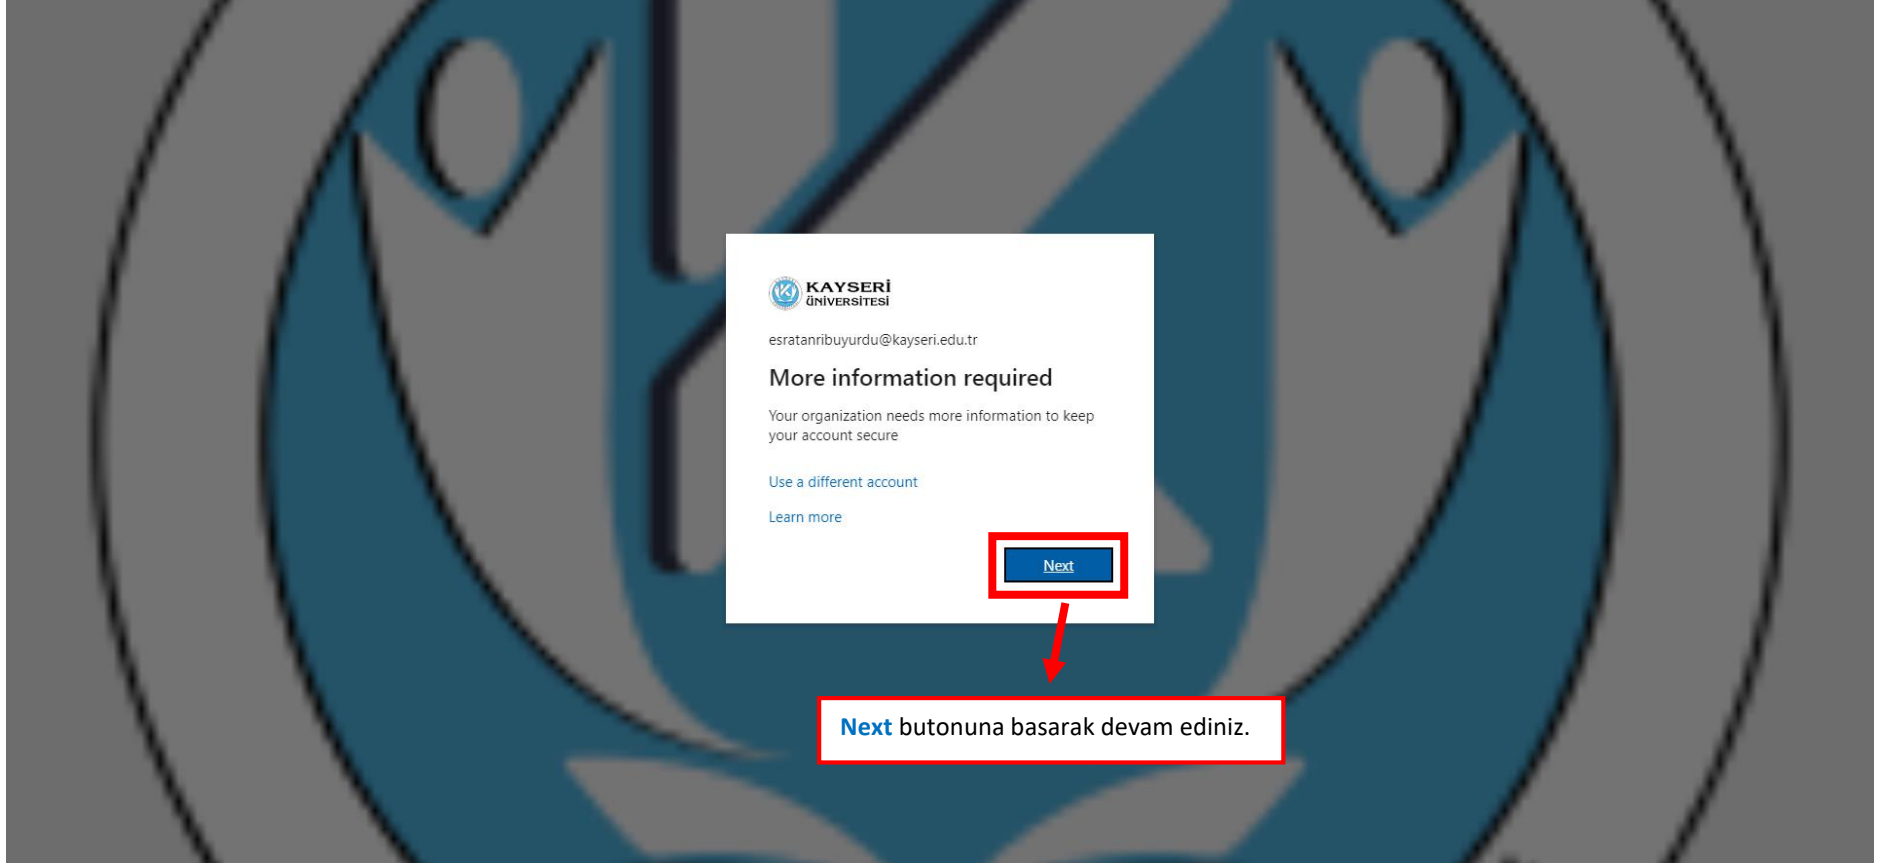 KAYSERİ
ÜNİVERSİTESİ
esratanribuyurdu@kayseri.edu.tr
More information required
Your organization needs more information to keep
your account secure
Use a different account
Learn more
Next
Next butonuna basarak devam ediniz.